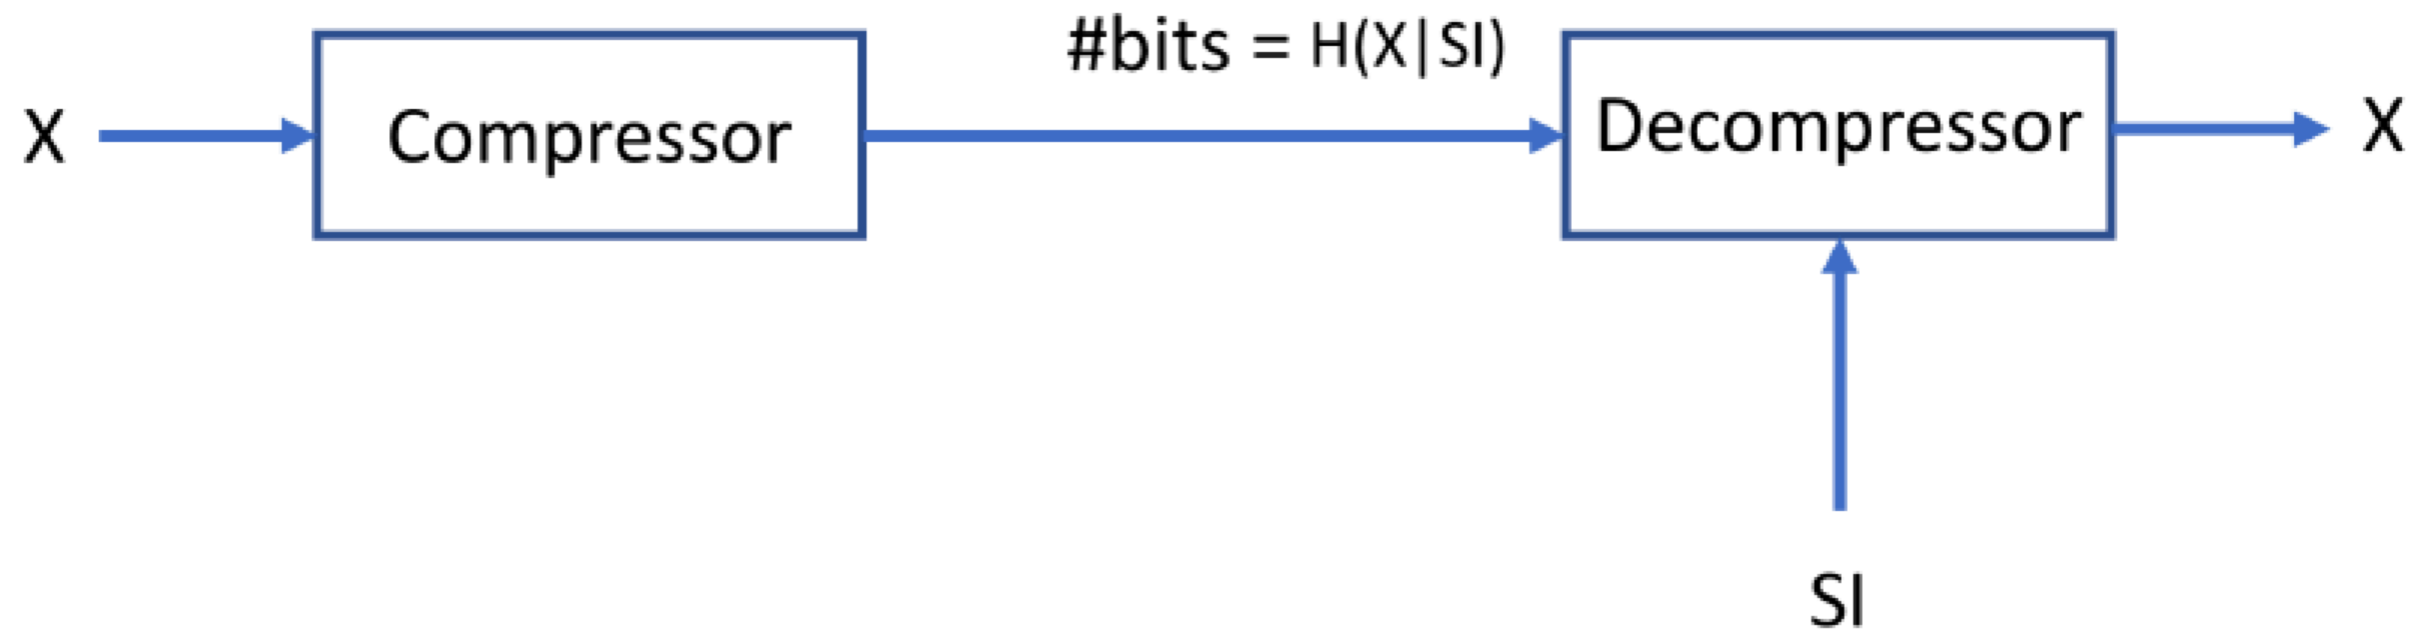 #bits = H(X|SI)
X
Compressor
Decompressor
X
SI